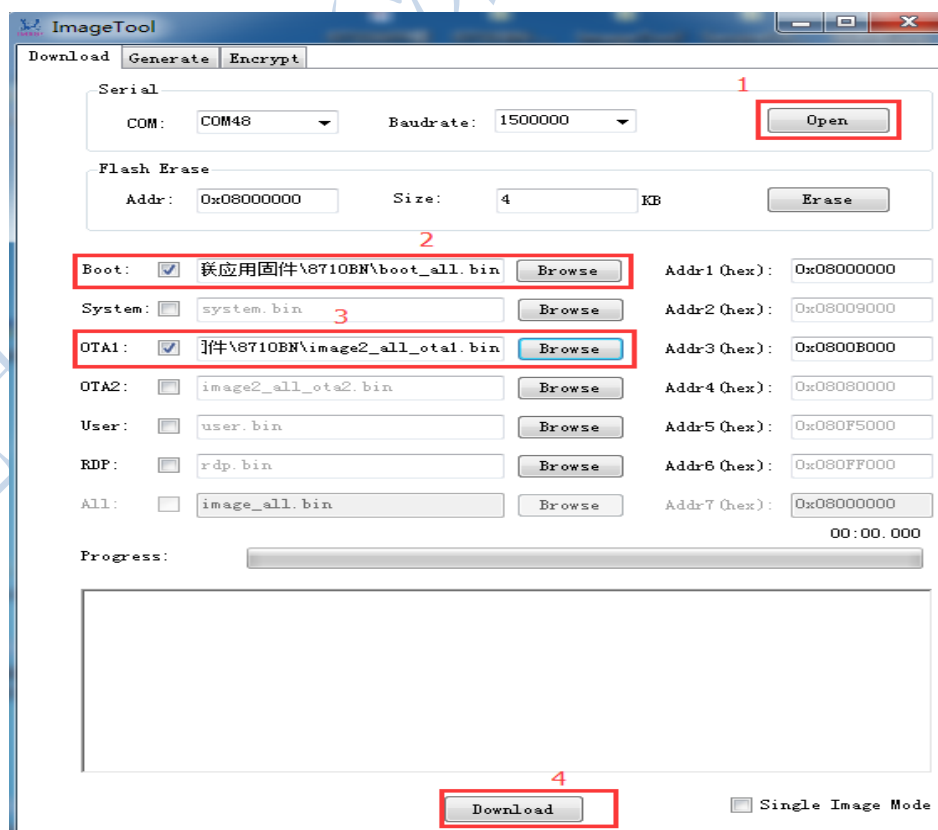 ImageTool
Download Generate Encrypt
Serial
1
COM: COM48 Baudrate: 1500000 Open
Flash Erase
Addr: 0x08000000 Size: 4 KB Erase
2
Boot: 联应用固件\8710BN\boot_all.bin Browse Addr1(hex): 0x08000000
System: system.bin Browse Addr2(hex): 0x08009000
3
OTA1: 件\8710BN\image2_all_ota1.bin Browse Addr3(hex): 0x0800B000
OTA2: image2_all_ota2.bin Browse Addr4(hex): 0x08080000
User: user.bin Browse Addr5(hex): 0x080F5000
RDP: rdp.bin Browse Addr6(hex): 0x080FF000
All: image_all.bin Browse Addr7(hex): 0x08000000
00:00.000
Progress:
4
Download Single Image Mode